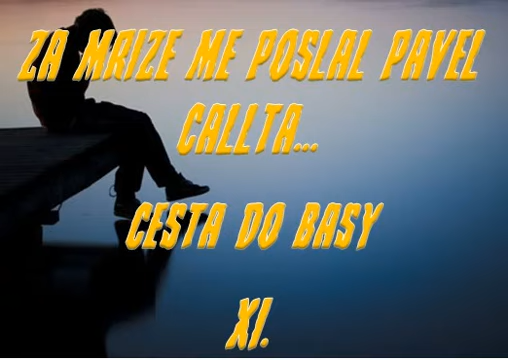 ZA MRIZE ME POSLAL PAVEL
CALLTA...
CESTA DO BASY
XI.